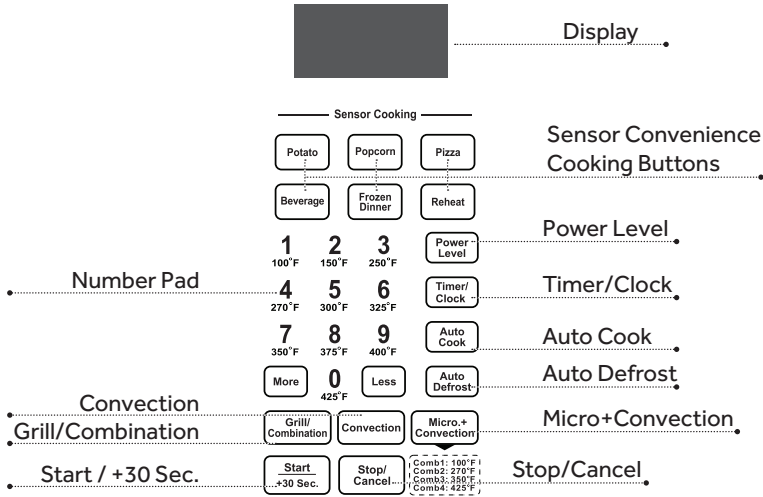 Display
Sensor Cooking
Potato Popcorn Pizza
Sensor Convenience
Cooking Buttons
Beverage Frozen Dinner Reheat
Power Level
1 2 3 Power Level
100°F 150°F 250°F
Number Pad 4 5 6 Timer/ Clock Timer/Clock
270°F 300°F 325°F
7 8 9 Auto Cook Auto Cook
350°F 375°F 400°F
Auto Defrost
More 0 Less Auto Defrost
425°F
Convection
Grill/Combination Grill/ Combination Convection Micro.+ Convection Micro+Convection
Start / +30 Sec. Start +30 Sec. Stop/ Cancel Stop/Cancel
Comb1: 100°F
Comb2: 270°F
Comb3: 350°F
Comb4: 425°F